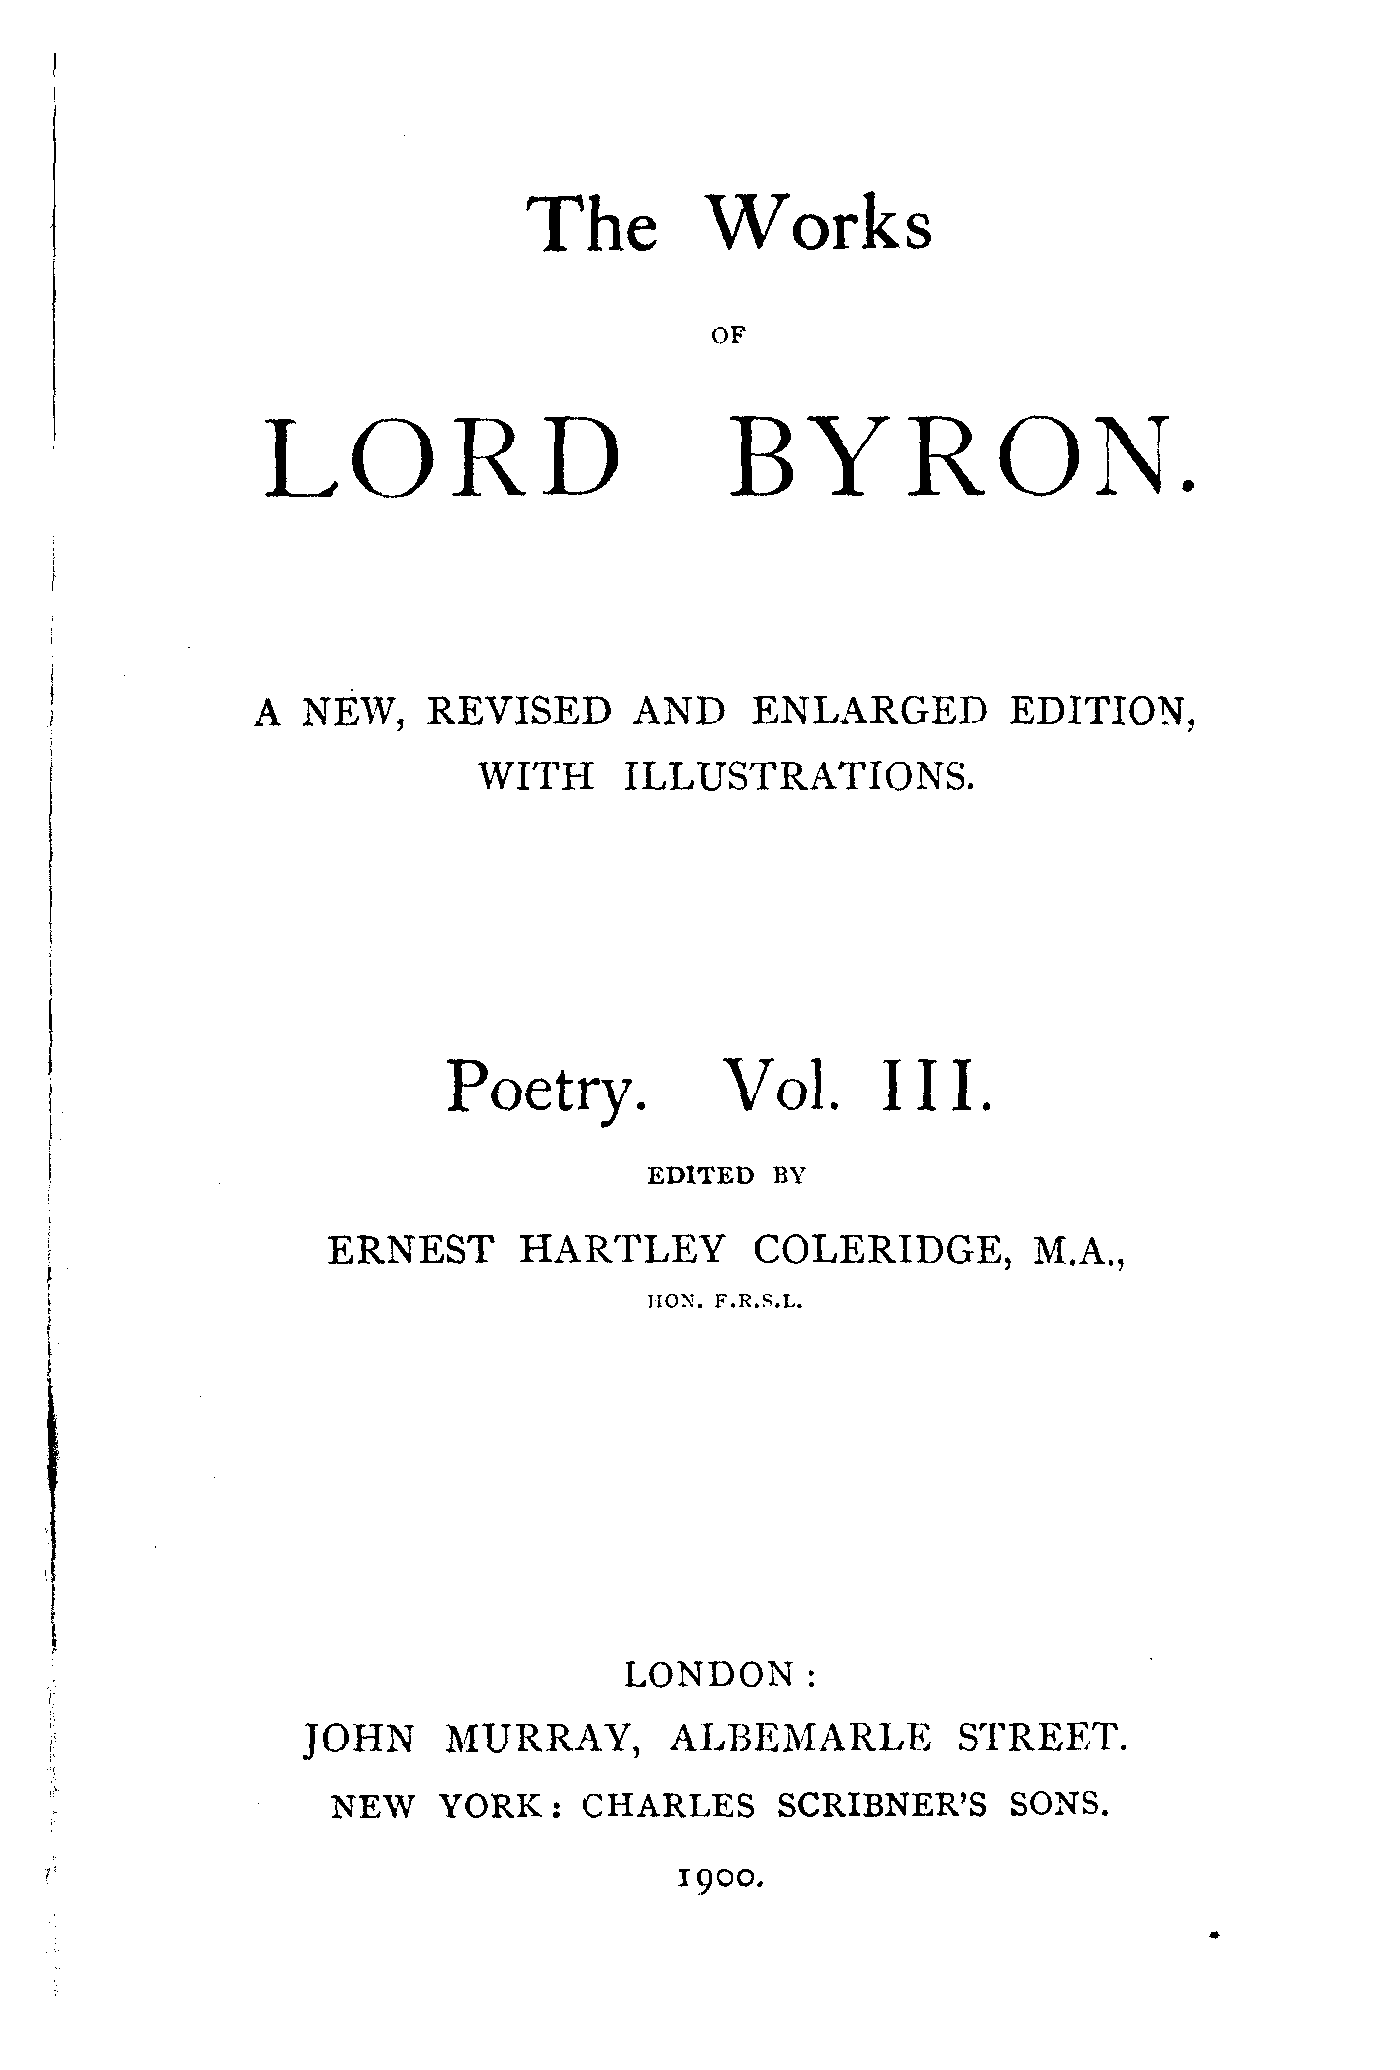 The Works
OF
LORD BYRON.
A NEW, REVISED AND ENLARGED EDITION,
WITH ILLUSTRATIONS.
Poetry. Vol. III.
EDITED BY
ERNEST HARTLEY COLERIDGE, M.A.,
HON. F.R.S.L.
LONDON:
JOHN MURRAY, ALBEMARLE STREET.
NEW YORK: CHARLES SCRIBNER'S SONS.
1900.